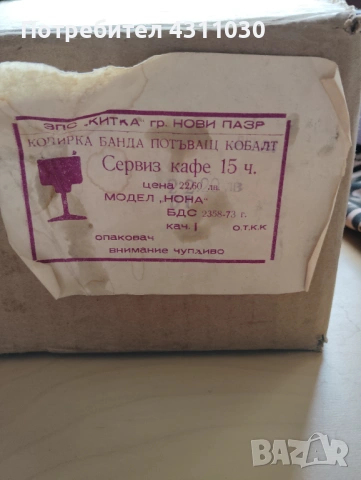 Потребител 4311030
ЗПС „КИТКА" гр. НОВИ ПАЗР
КОПИРКА БАНДА ПОТЪВАЩ КОБАЛТ
Сервиз кафе 15 ч.
цена 22,60 лв.
МОДЕЛ „НОНА"
БДС 2358-73 г.
кач. I О.Т.К.К
опаковач
внимание чупливо
BAZAR